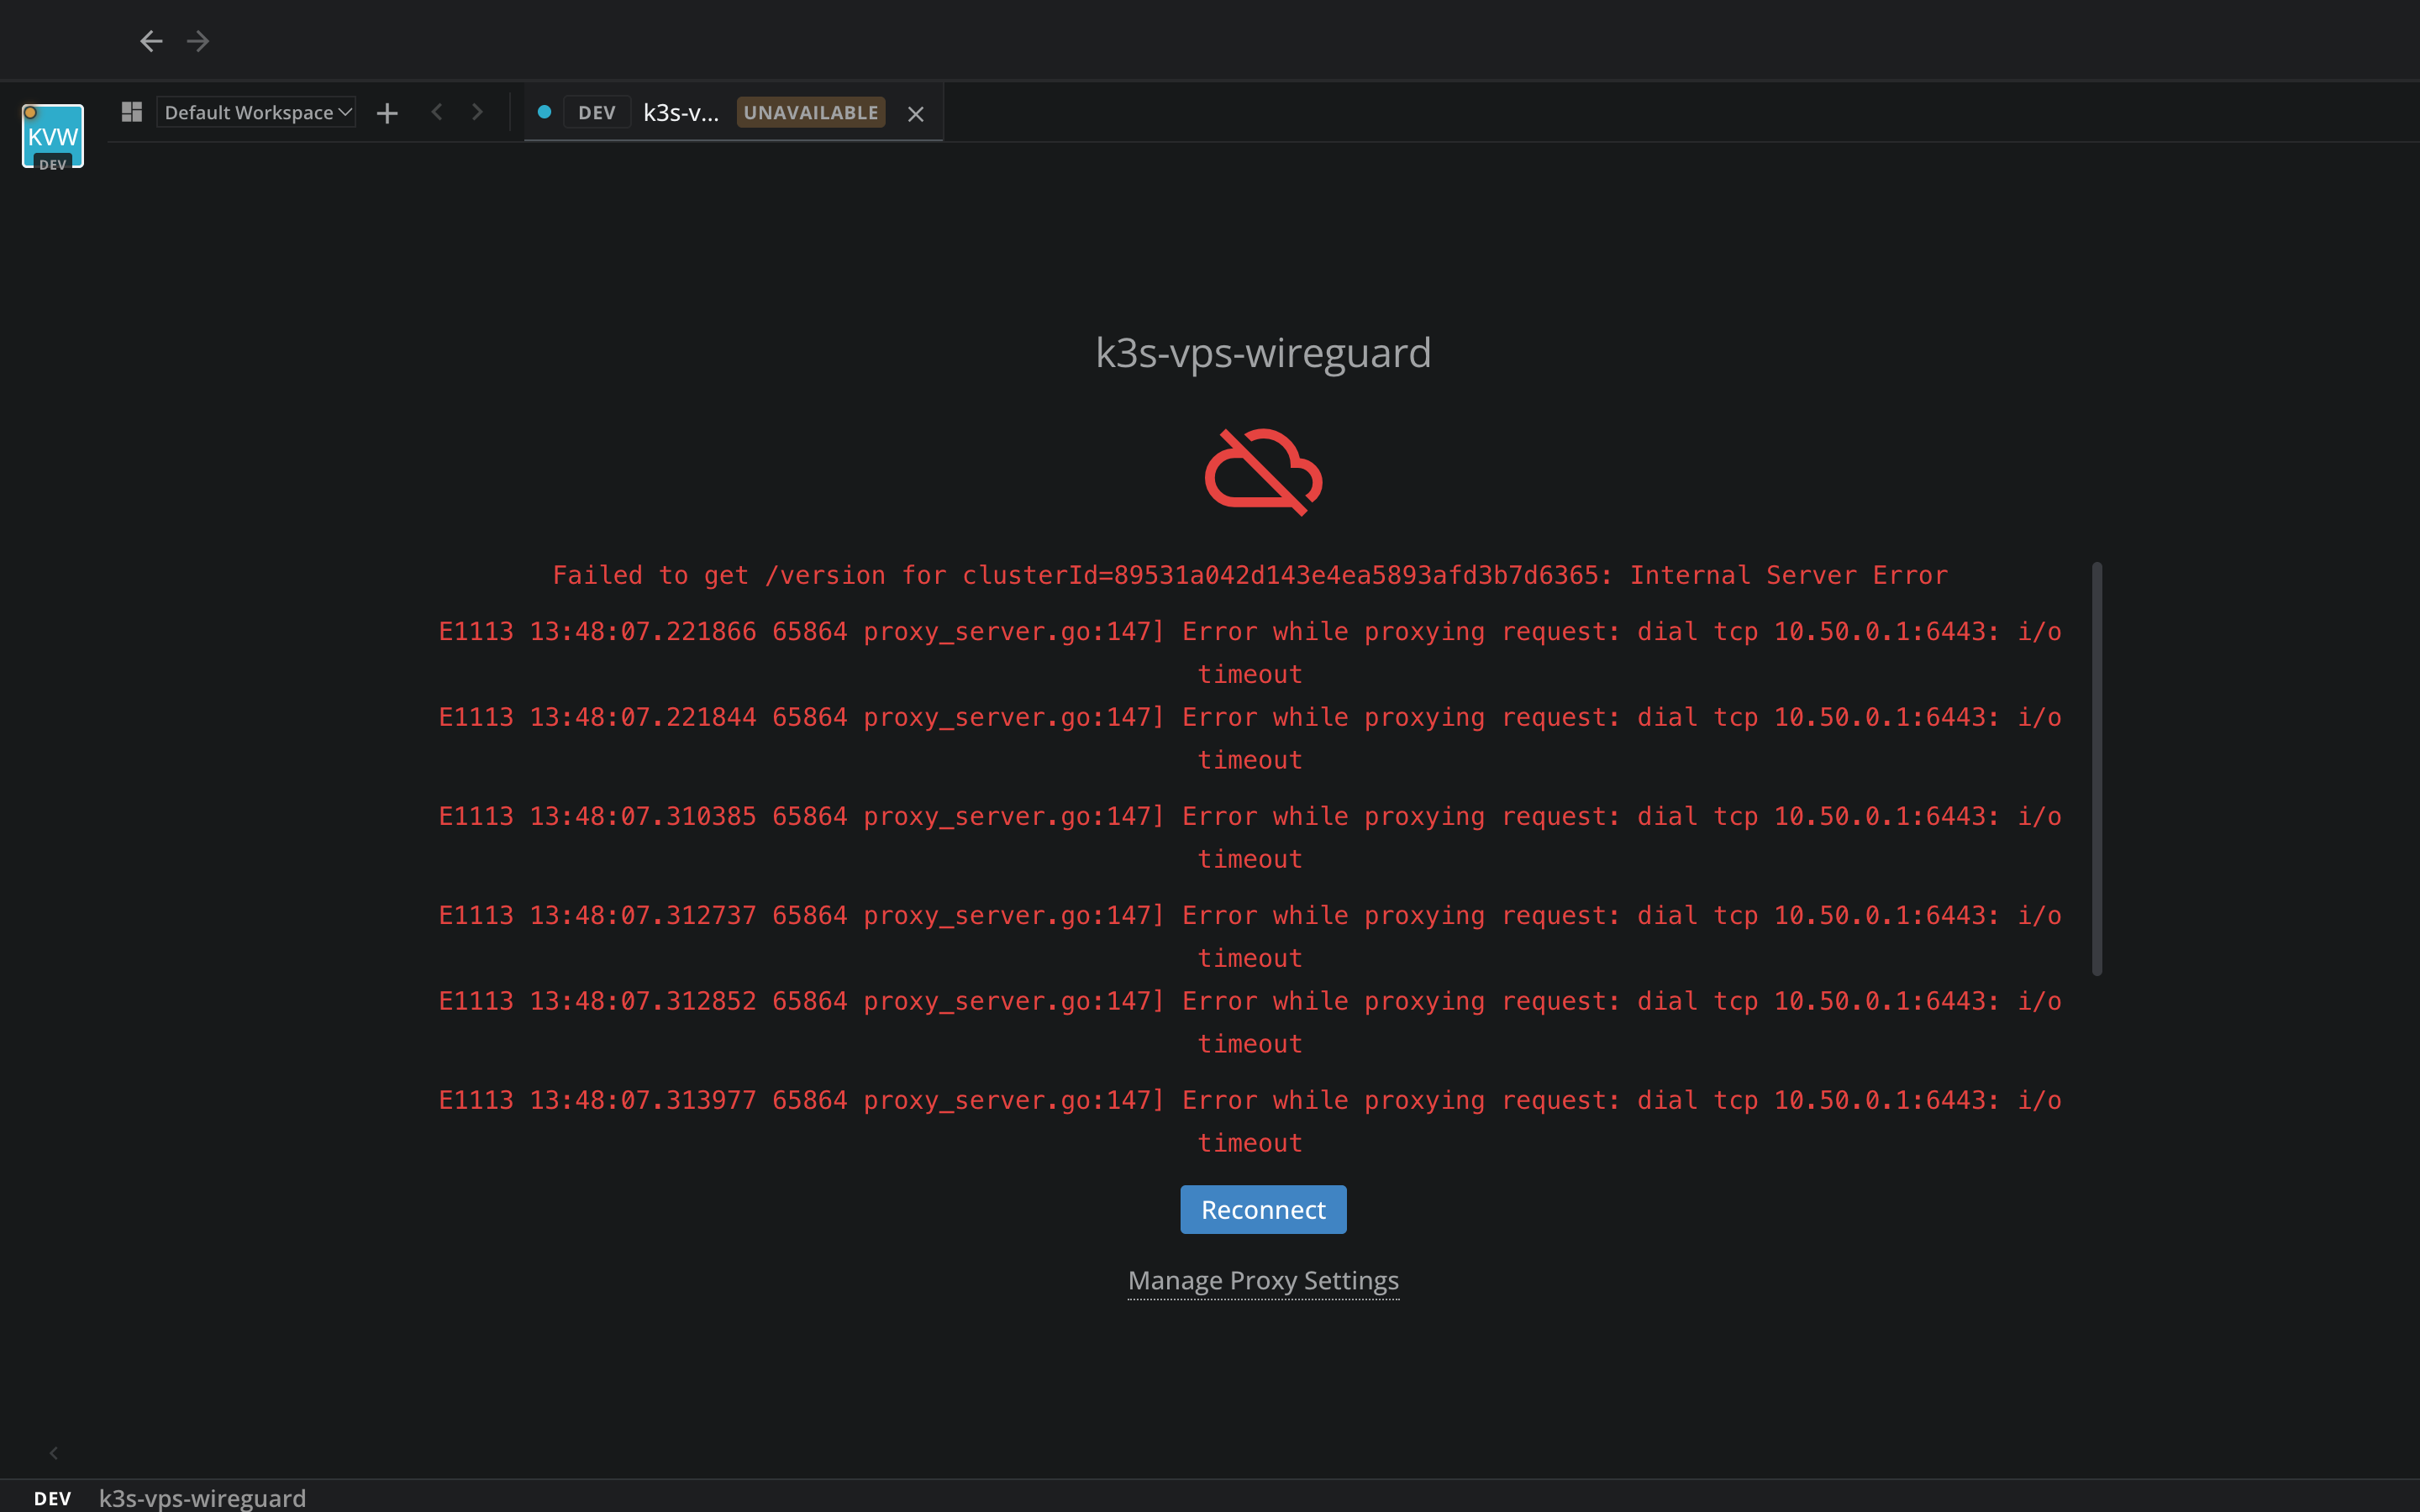 Default Workspace
DEV
k3s-v...
UNAVAILABLE
KVW
DEV
k3s-vps-wireguard
Failed to get /version for clusterId=89531a042d143e4ea5893afd3b7d6365: Internal Server Error
E1113 13:48:07.221866 65864 proxy_server.go:147] Error while proxying request: dial tcp 10.50.0.1:6443: i/o
timeout
E1113 13:48:07.221844 65864 proxy_server.go:147] Error while proxying request: dial tcp 10.50.0.1:6443: i/o
timeout
E1113 13:48:07.310385 65864 proxy_server.go:147] Error while proxying request: dial tcp 10.50.0.1:6443: i/o
timeout
E1113 13:48:07.312737 65864 proxy_server.go:147] Error while proxying request: dial tcp 10.50.0.1:6443: i/o
timeout
E1113 13:48:07.312852 65864 proxy_server.go:147] Error while proxying request: dial tcp 10.50.0.1:6443: i/o
timeout
E1113 13:48:07.313977 65864 proxy_server.go:147] Error while proxying request: dial tcp 10.50.0.1:6443: i/o
timeout
Reconnect
Manage Proxy Settings
DEV k3s-vps-wireguard